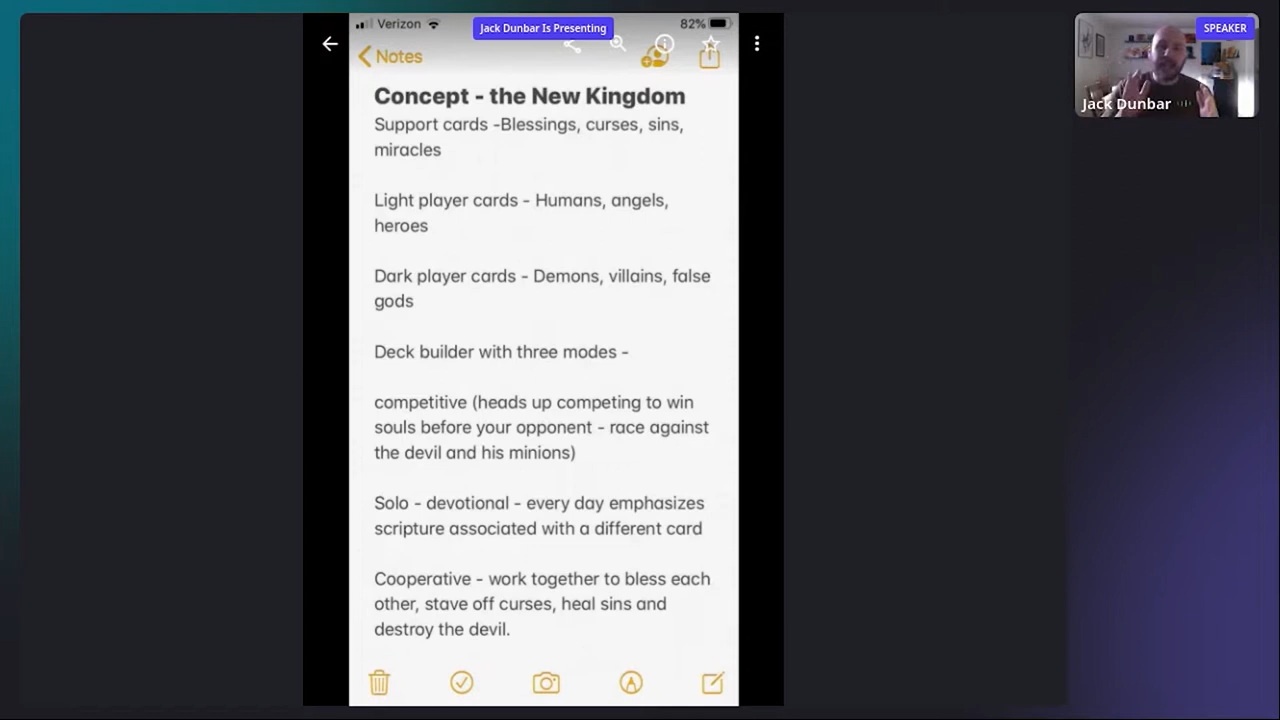 Verizon
82%
Jack Dunbar Is Presenting
SPEAKER
Jack Dunbar
Notes
Concept - the New Kingdom
Support cards -Blessings, curses, sins,
miracles
Light player cards - Humans, angels,
heroes
Dark player cards - Demons, villains, false
gods
Deck builder with three modes -
competitive (heads up competing to win
souls before your opponent - race against
the devil and his minions)
Solo - devotional - every day emphasizes
scripture associated with a different card
Cooperative - work together to bless each
other, stave off curses, heal sins and
destroy the devil.